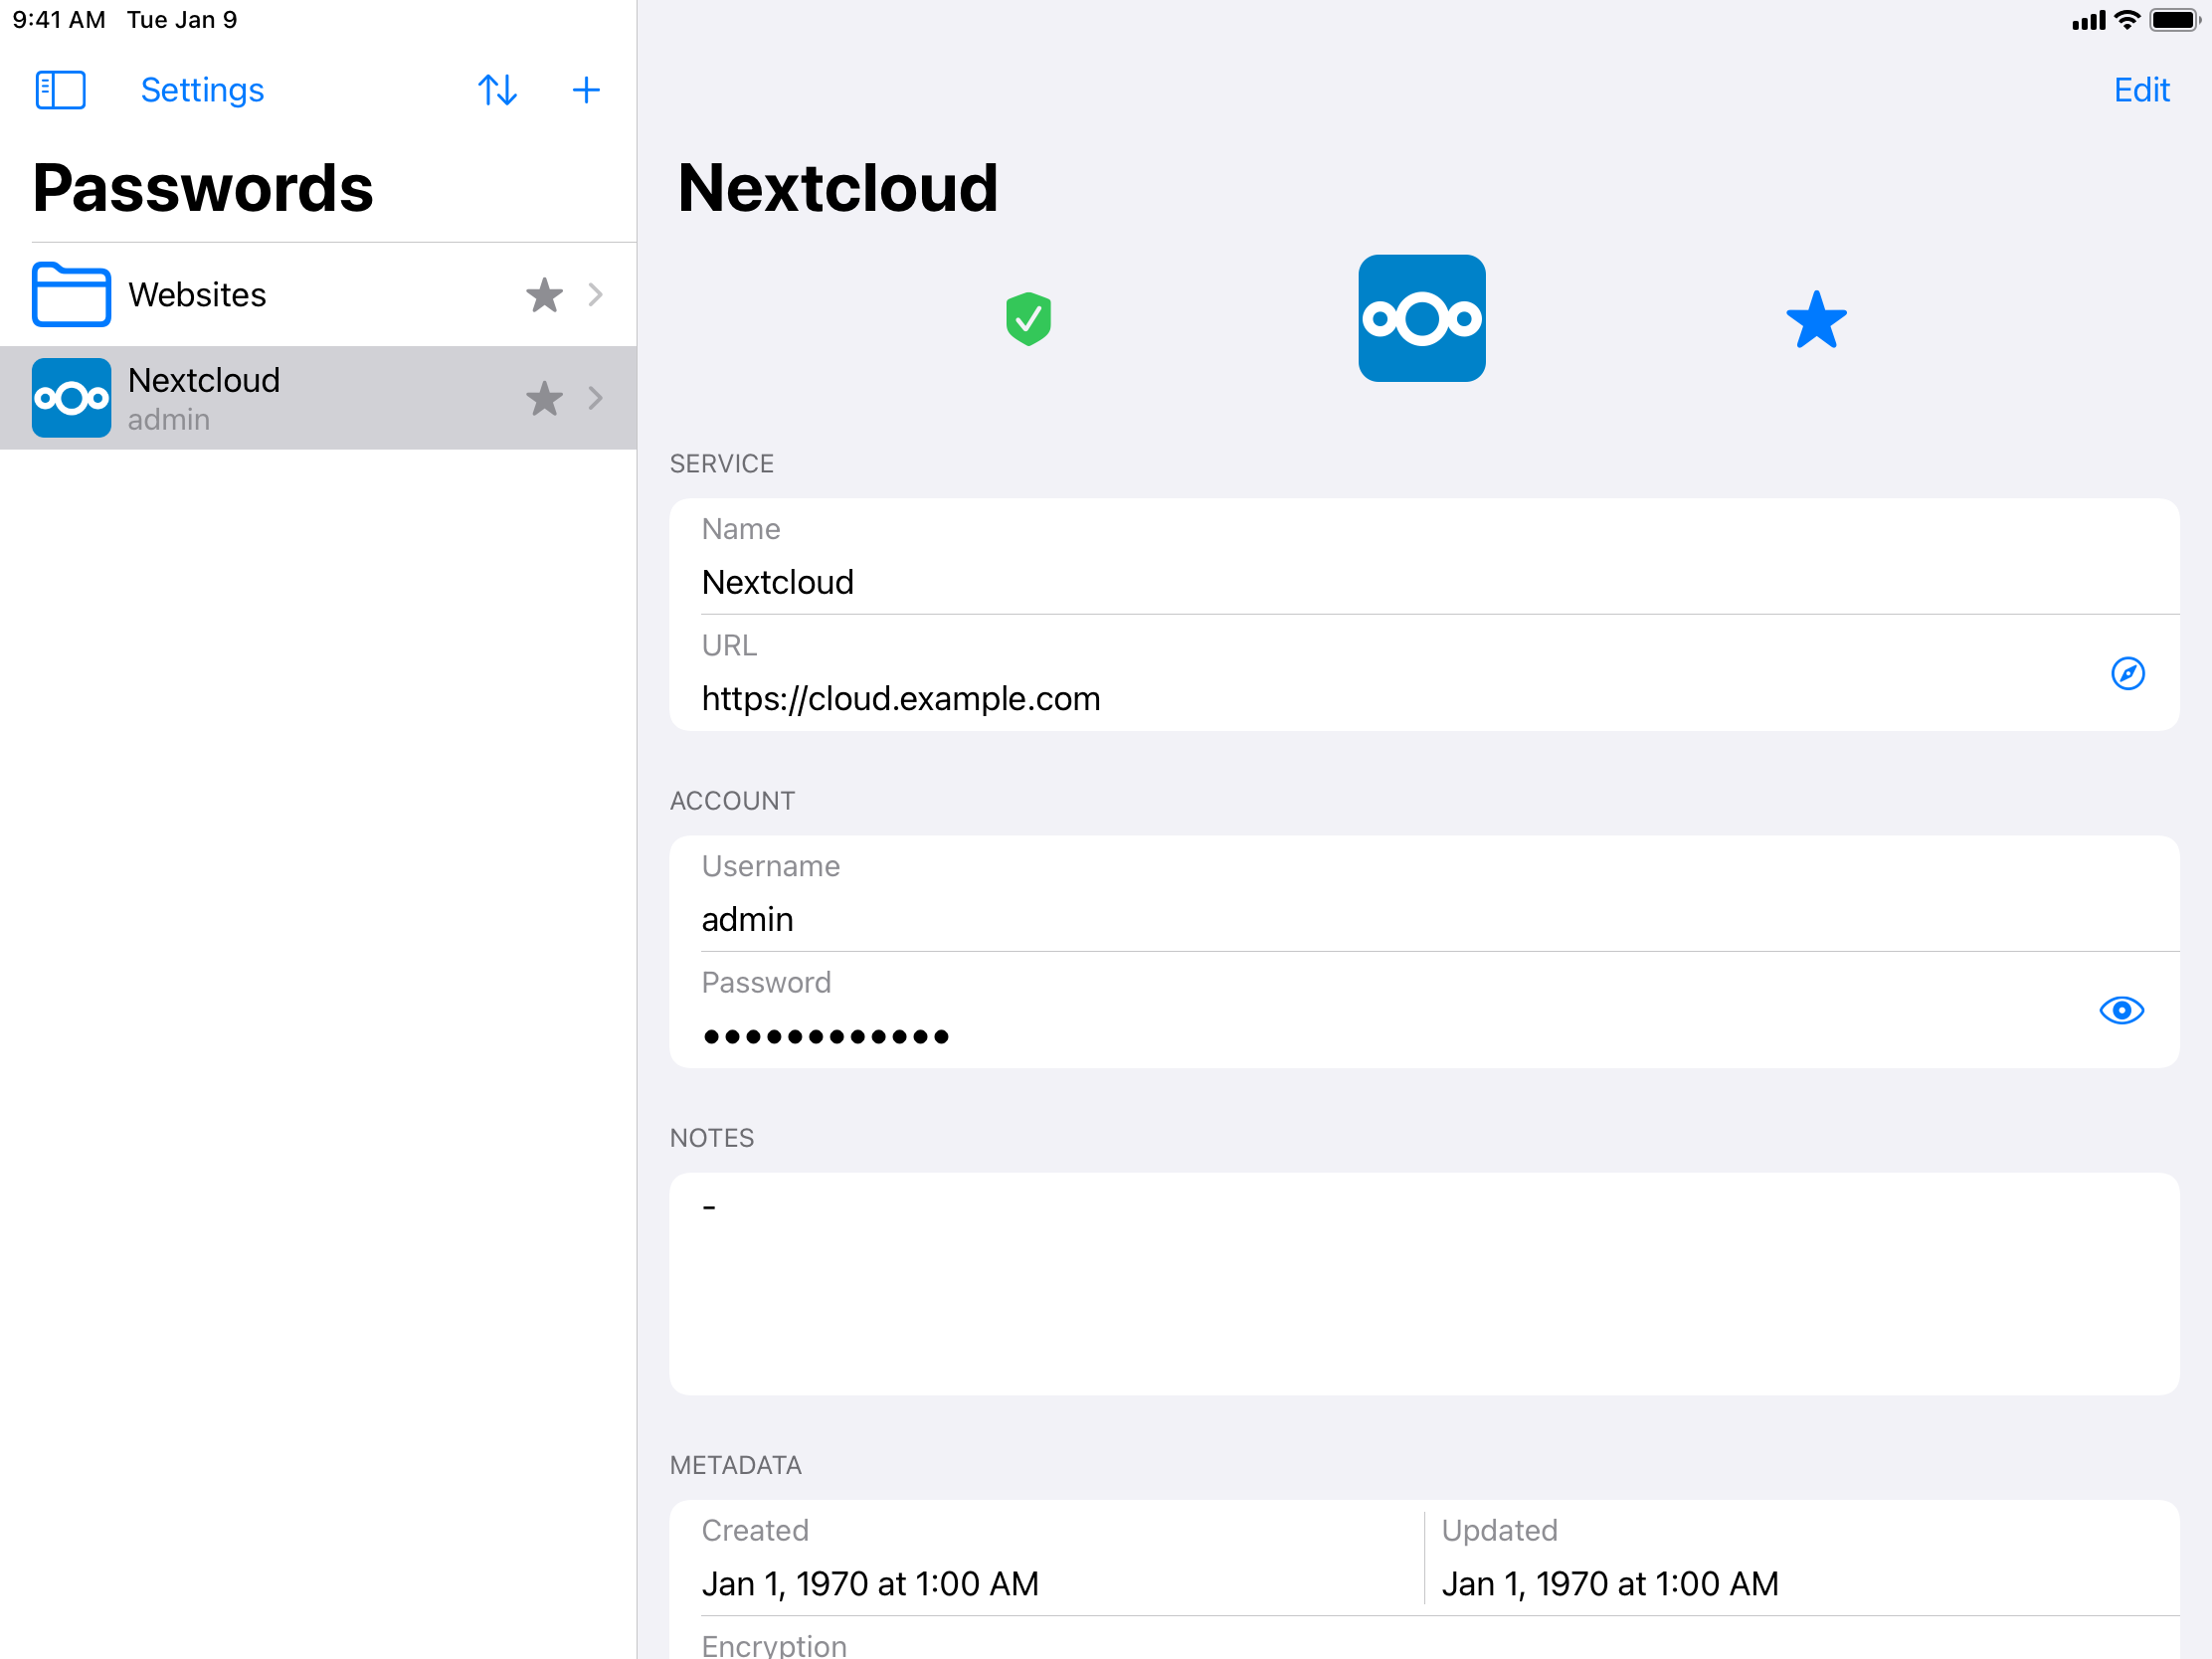 9:41 AM Tue Jan 9
Settings
Passwords
Websites
Nextcloud
admin
Edit
Nextcloud
SERVICE
Name
Nextcloud
URL
https://cloud.example.com
ACCOUNT
Username
admin
Password
●●●●●●●●●●●●
NOTES
-
METADATA
Created
Jan 1, 1970 at 1:00 AM
Updated
Jan 1, 1970 at 1:00 AM
Encryption